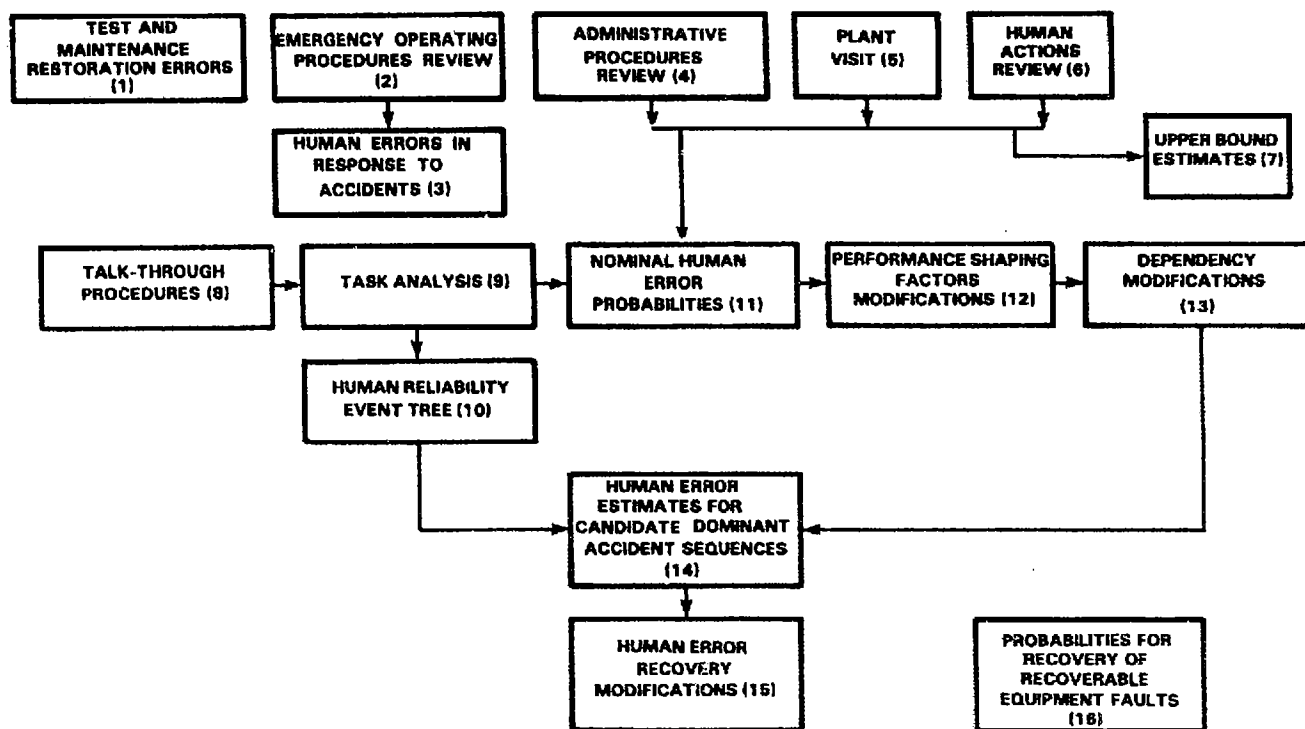 TEST AND
MAINTENANCE
RESTORATION ERRORS
(1)
EMERGENCY OPERATING
PROCEDURES REVIEW
(2)
ADMINISTRATIVE
PROCEDURES
REVIEW (4)
PLANT
VISIT (5)
HUMAN
ACTIONS
REVIEW (6)
HUMAN ERRORS IN
RESPONSE TO
ACCIDENTS (3)
UPPER BOUND
ESTIMATES (7)
TALK-THROUGH
PROCEDURES (8)
TASK ANALYSIS (9)
NOMINAL HUMAN
ERROR
PROBABILITIES (11)
PERFORMANCE SHAPING
FACTORS
MODIFICATIONS (12)
DEPENDENCY
MODIFICATIONS
(13)
HUMAN RELIABILITY
EVENT TREE (10)
HUMAN ERROR
ESTIMATES FOR
CANDIDATE DOMINANT
ACCIDENT SEQUENCES
(14)
HUMAN ERROR
RECOVERY
MODIFICATIONS (15)
PROBABILITIES FOR
RECOVERY OF
RECOVERABLE
EQUIPMENT FAULTS
(16)